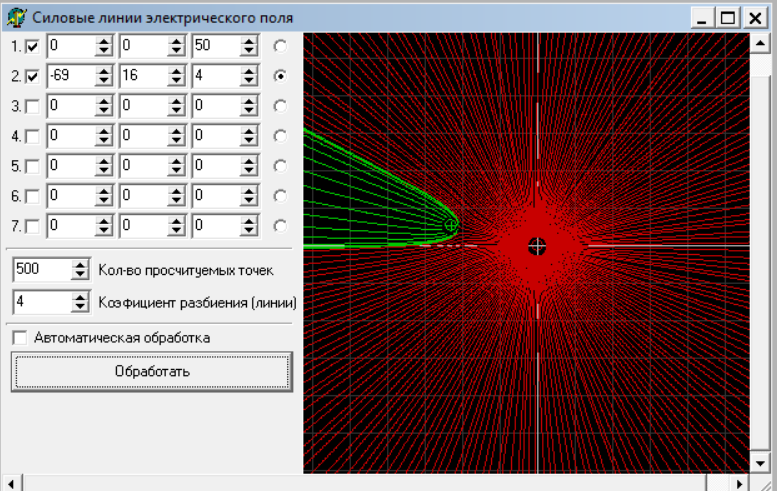 Силовые линии электрического поля
1. 0 0 50
2. -69 16 4
3. 0 0 0
4. 0 0 0
5. 0 0 0
6. 0 0 0
7. 0 0 0
500 Кол-во просчитуемых точек
4 Коэфициент разбиения (линии)
Автоматическая обработка
Обработать